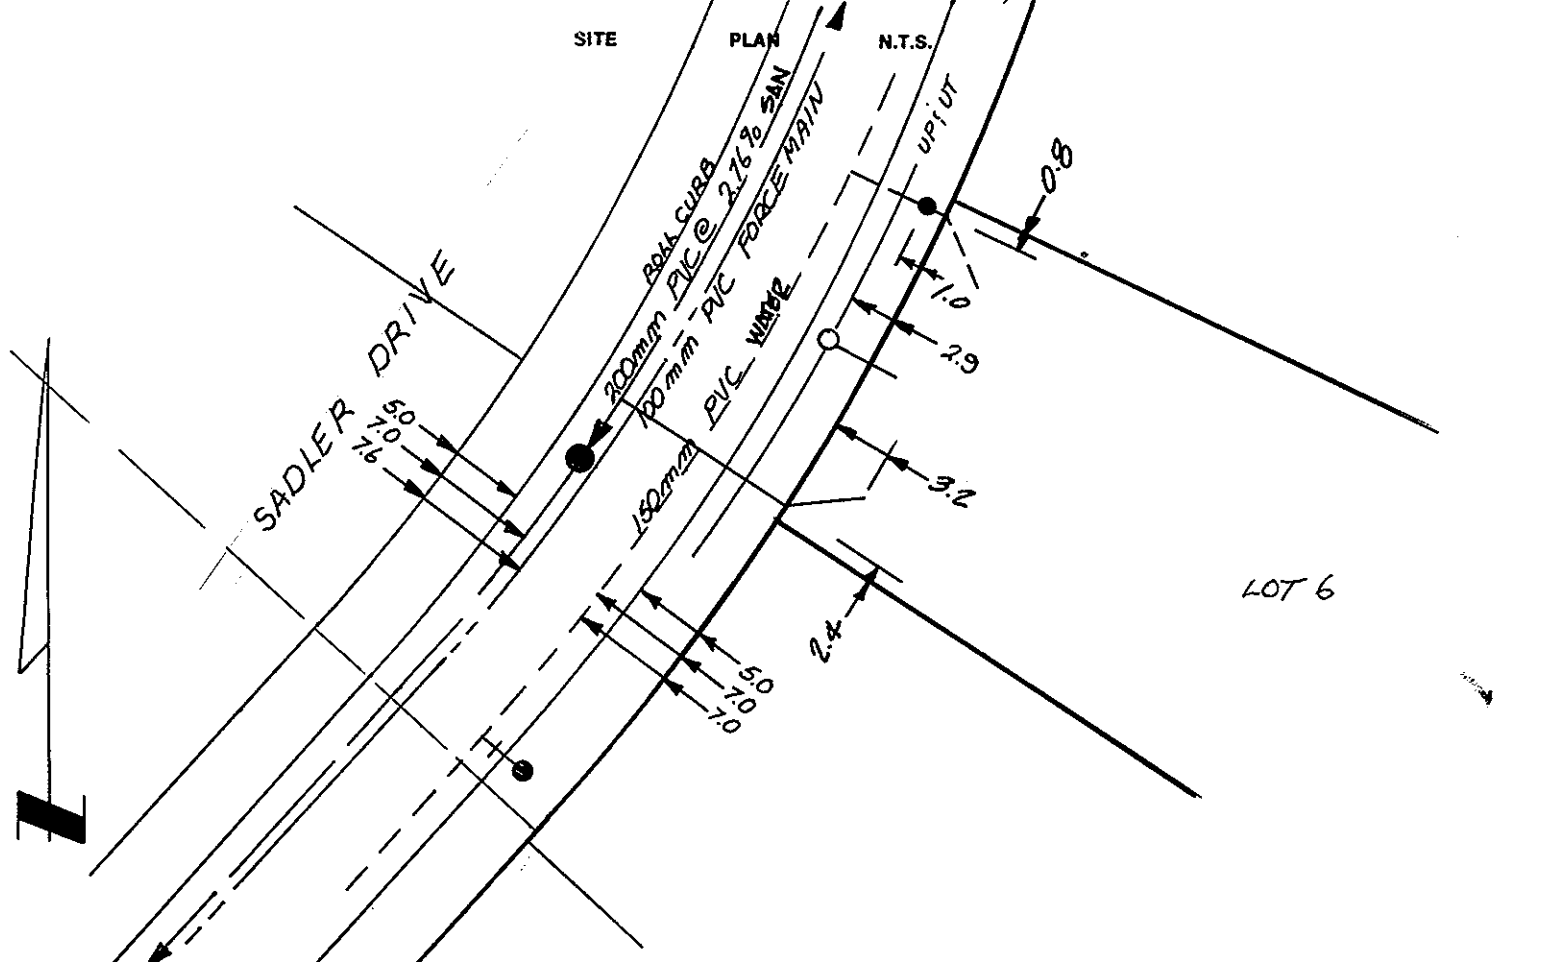 SITE PLAN N.T.S.
ROLL CURB
200mm PVC @ 2.76% SAN
100mm PVC FORCE MAIN
150mm PVC WATER
UP; UT
0.8
1.0
2.9
3.2
SADLER DRIVE
5.0
7.0
7.6
2.4
5.0
7.0
7.0
LOT 6